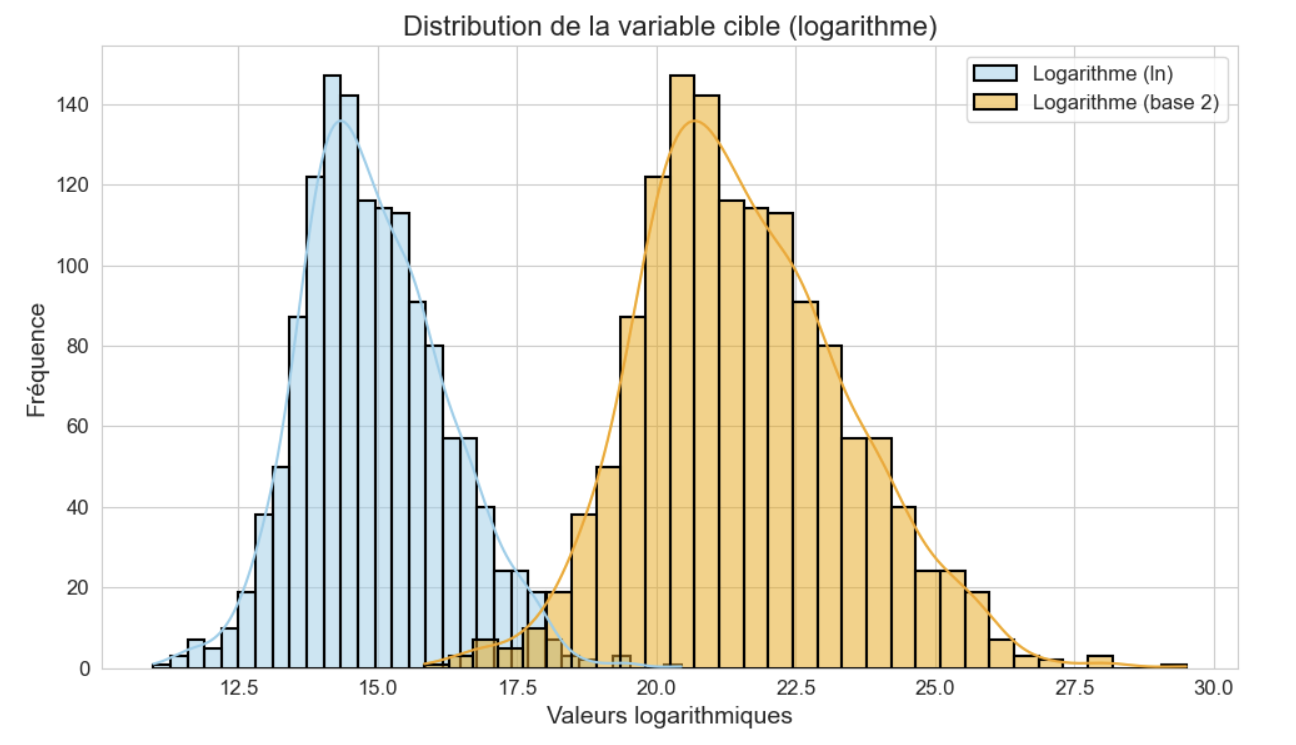 Distribution de la variable cible (logarithme)
Logarithme (ln)
Logarithme (base 2)
140
120
100
80
60
40
20
0
Fréquence
12.5 15.0 17.5 20.0 22.5 25.0 27.5 30.0
Valeurs logarithmiques